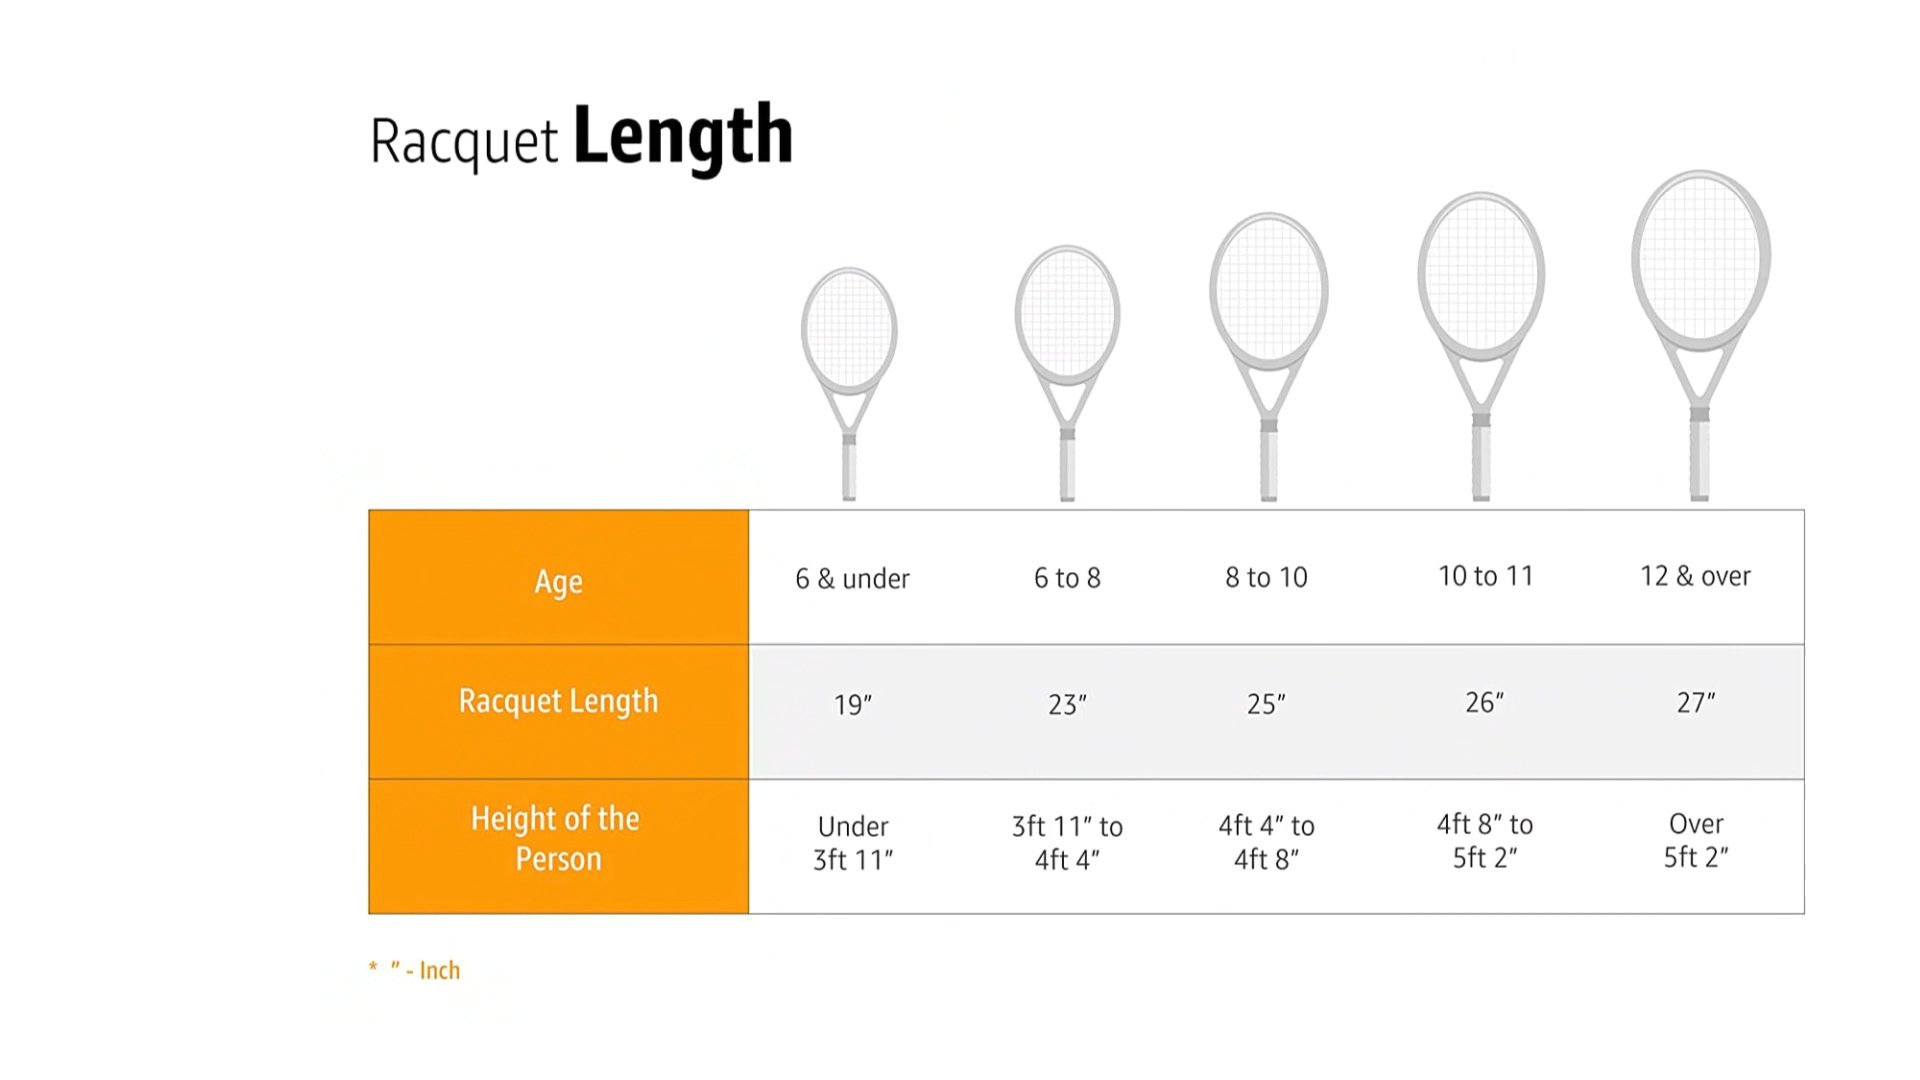 Racquet Length
Age 6 & under 6 to 8 8 to 10 10 to 11 12 & over
Racquet Length 19” 23” 25” 26” 27”
Height of the Person Under 3ft 11” 3ft 11” to 4ft 4” 4ft 4” to 4ft 8” 4ft 8” to 5ft 2” Over 5ft 2”
* ” - Inch